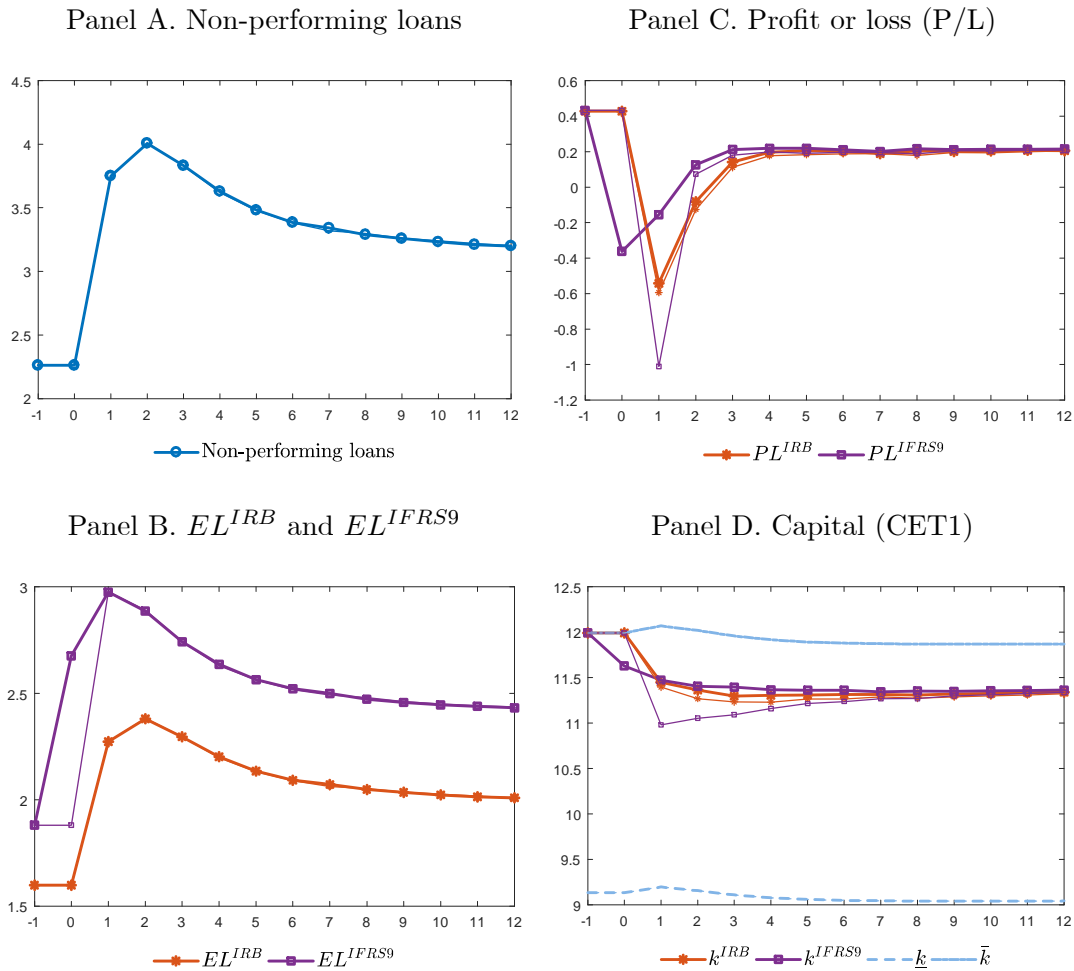 Panel A. Non-performing loans
4.5
4
3.5
3
2.5
2
-1 0 1 2 3 4 5 6 7 8 9 10 11 12
Non-performing loans
Panel C. Profit or loss (P/L)
0.6
0.4
0.2
0
-0.2
-0.4
-0.6
-0.8
-1
-1.2
-1 0 1 2 3 4 5 6 7 8 9 10 11 12
PL^{IRB} PL^{IFRS9}
Panel B. EL^{IRB} and EL^{IFRS9}
3
2.5
2
1.5
-1 0 1 2 3 4 5 6 7 8 9 10 11 12
EL^{IRB} EL^{IFRS9}
Panel D. Capital (CET1)
12.5
12
11.5
11
10.5
10
9.5
9
-1 0 1 2 3 4 5 6 7 8 9 10 11 12
k^{IRB} k^{IFRS9} \underline{k} \bar{k}